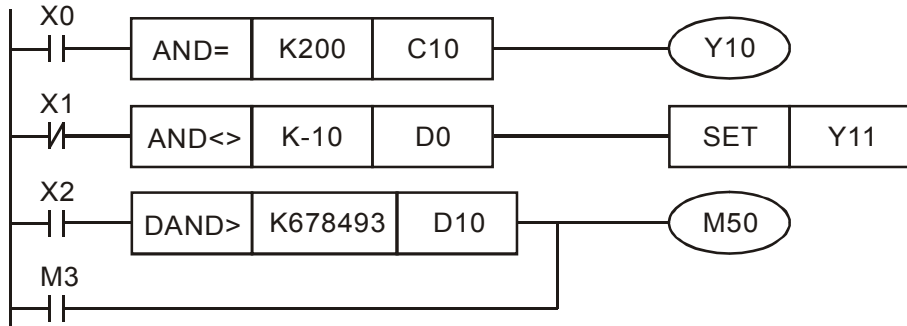 X0
AND= K200 C10 Y10
X1
AND<> K-10 D0 SET Y11
X2
DAND> K678493 D10 M50
M3